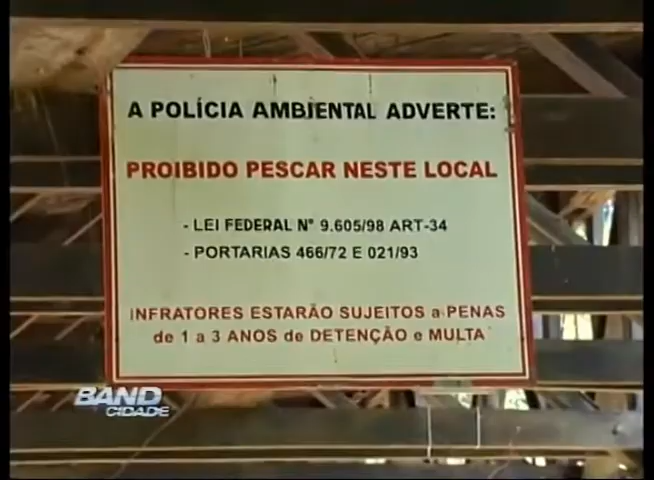 A POLÍCIA AMBIENTAL ADVERTE:
PROIBIDO PESCAR NESTE LOCAL
- LEI FEDERAL Nº 9.605/98 ART-34
- PORTARIAS 466/72 E 021/93
INFRATORES ESTARÃO SUJEITOS a PENAS
de 1 a 3 ANOS de DETENÇÃO e MULTA
BAND
CIDADE